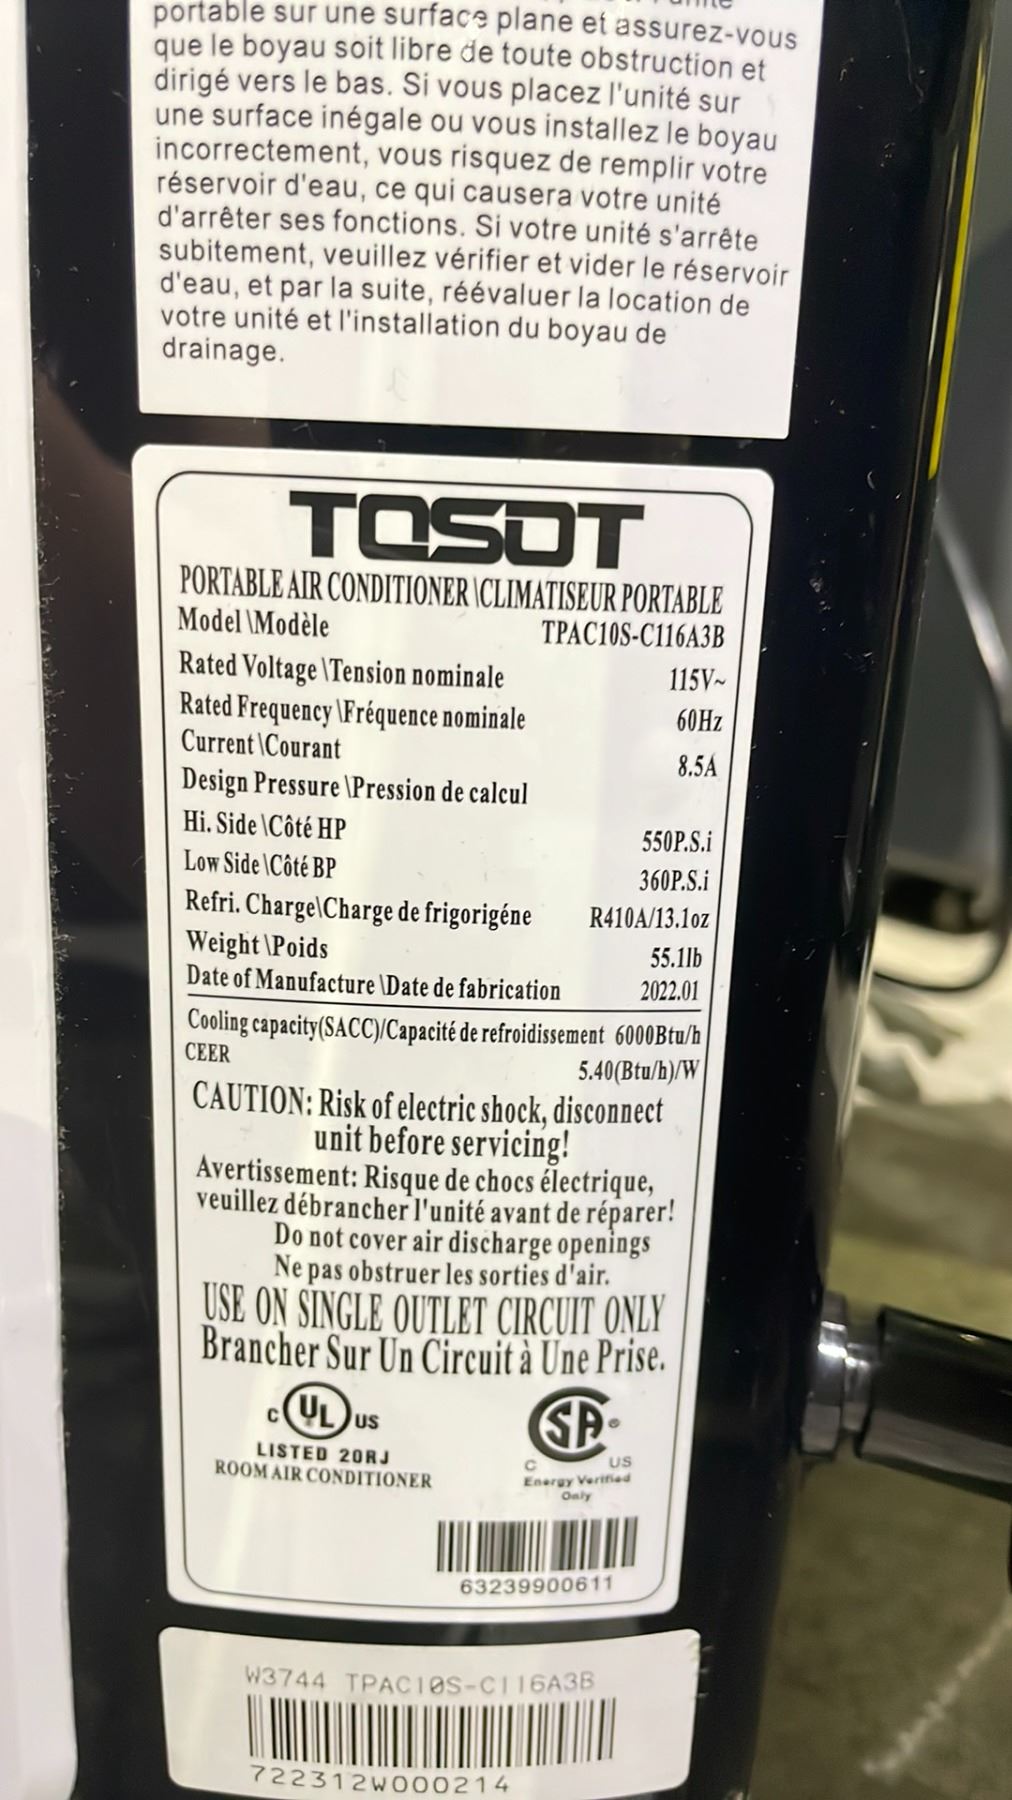 portable sur une surface plane et assurez-vous
que le boyau soit libre de toute obstruction et
dirigé vers le bas. Si vous placez l'unité sur
une surface inégale ou vous installez le boyau
incorrectement, vous risquez de remplir votre
réservoir d'eau, ce qui causera votre unité
d'arrêter ses fonctions. Si votre unité s'arrête
subitement, veuillez vérifier et vider le réservoir
d'eau, et par la suite, réévaluer la location de
votre unité et l'installation du boyau de
drainage.
TOSOT
PORTABLE AIR CONDITIONER \CLIMATISEUR PORTABLE
Model \Modèle TPAC10S-C116A3B
Rated Voltage \Tension nominale 115V~
Rated Frequency \Fréquence nominale 60Hz
Current \Courant 8.5A
Design Pressure \Pression de calcul
Hi. Side \Côté HP 550P.S.i
Low Side \Côté BP 360P.S.i
Refri. Charge\Charge de frigorigéne R410A/13.1oz
Weight \Poids 55.1lb
Date of Manufacture \Date de fabrication 2022.01
Cooling capacity(SACC)/Capacité de refroidissement 6000Btu/h
CEER 5.40(Btu/h)/W
CAUTION: Risk of electric shock, disconnect
unit before servicing!
Avertissement: Risque de chocs électrique,
veuillez débrancher l'unité avant de réparer!
Do not cover air discharge openings
Ne pas obstruer les sorties d'air.
USE ON SINGLE OUTLET CIRCUIT ONLY
Brancher Sur Un Circuit à Une Prise.
C UL US
LISTED 20RJ
ROOM AIR CONDITIONER
SA
C US
Energy Verified
Only
63239900611
W3744 TPAC10S-C116A3B
722312W000214